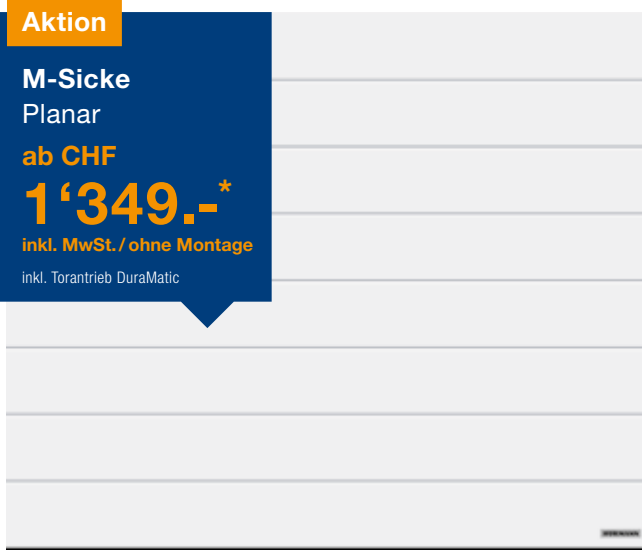 Aktion
M-Sicke
Planar
ab CHF
1‘349.-*
inkl. MwSt./ohne Montage
inkl. Torantrieb DuraMatic